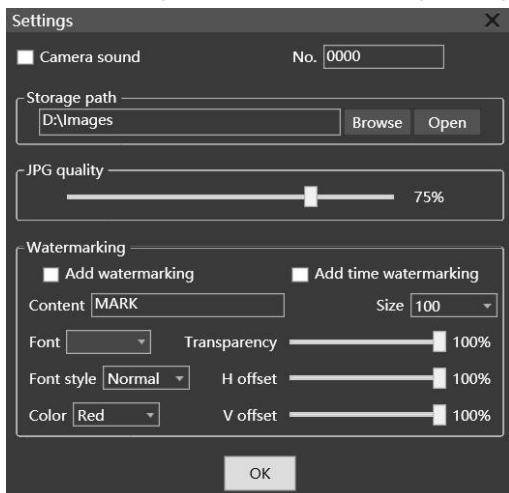 Settings X
Camera sound No. 0000
Storage path
D:\Images Browse Open
JPG quality
75%
Watermarking
Add watermarking Add time watermarking
Content MARK Size 100
Font Transparency 100%
Font style Normal H offset 100%
Color Red V offset 100%
OK